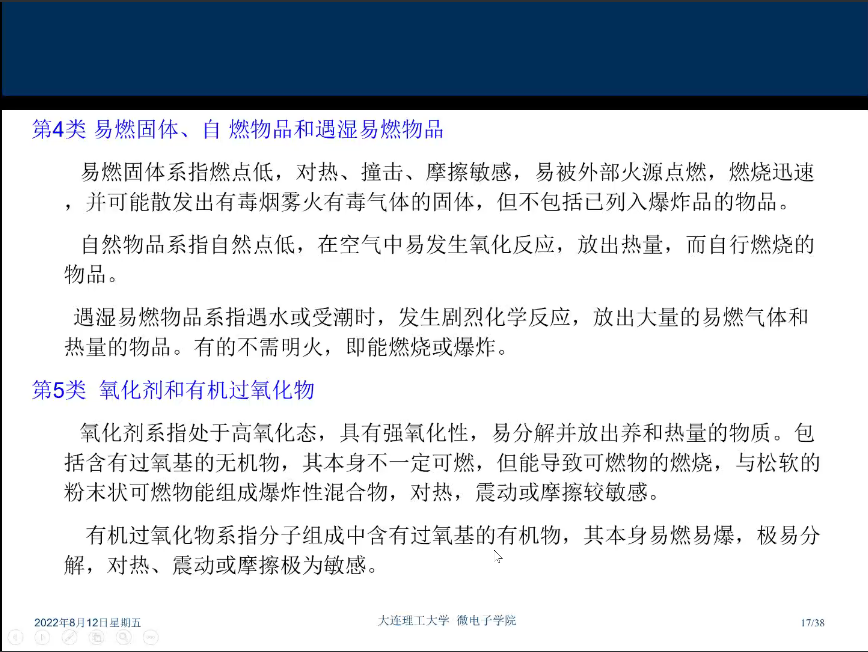 第4类 易燃固体、自 燃物品和遇湿易燃物品
易燃固体系指燃点低，对热、撞击、摩擦敏感，易被外部火源点燃，燃烧迅速
，并可能散发出有毒烟雾火有毒气体的固体，但不包括已列入爆炸品的物品。
自然物品系指自然点低，在空气中易发生氧化反应，放出热量，而自行燃烧的
物品。
遇湿易燃物品系指遇水或受潮时，发生剧烈化学反应，放出大量的易燃气体和
热量的物品。有的不需明火，即能燃烧或爆炸。
第5类 氧化剂和有机过氧化物
氧化剂系指处于高氧化态，具有强氧化性，易分解并放出养和热量的物质。包
括含有过氧基的无机物，其本身不一定可燃，但能导致可燃物的燃烧，与松软的
粉末状可燃物能组成爆炸性混合物，对热，震动或摩擦较敏感。
有机过氧化物系指分子组成中含有过氧基的有机物，其本身易燃易爆，极易分
解，对热、震动或摩擦极为敏感。
2022年8月12日星期五
大连理工大学 微电子学院
17/38